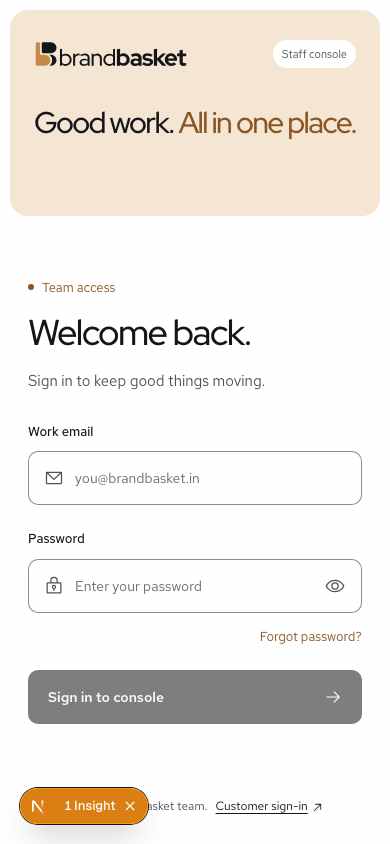 brandbasket
Staff console
Good work. All in one place.
Team access
Welcome back.
Sign in to keep good things moving.
Work email
you@brandbasket.in
Password
Enter your password
Forgot password?
Sign in to console
1 Insight
team.
Customer sign-in